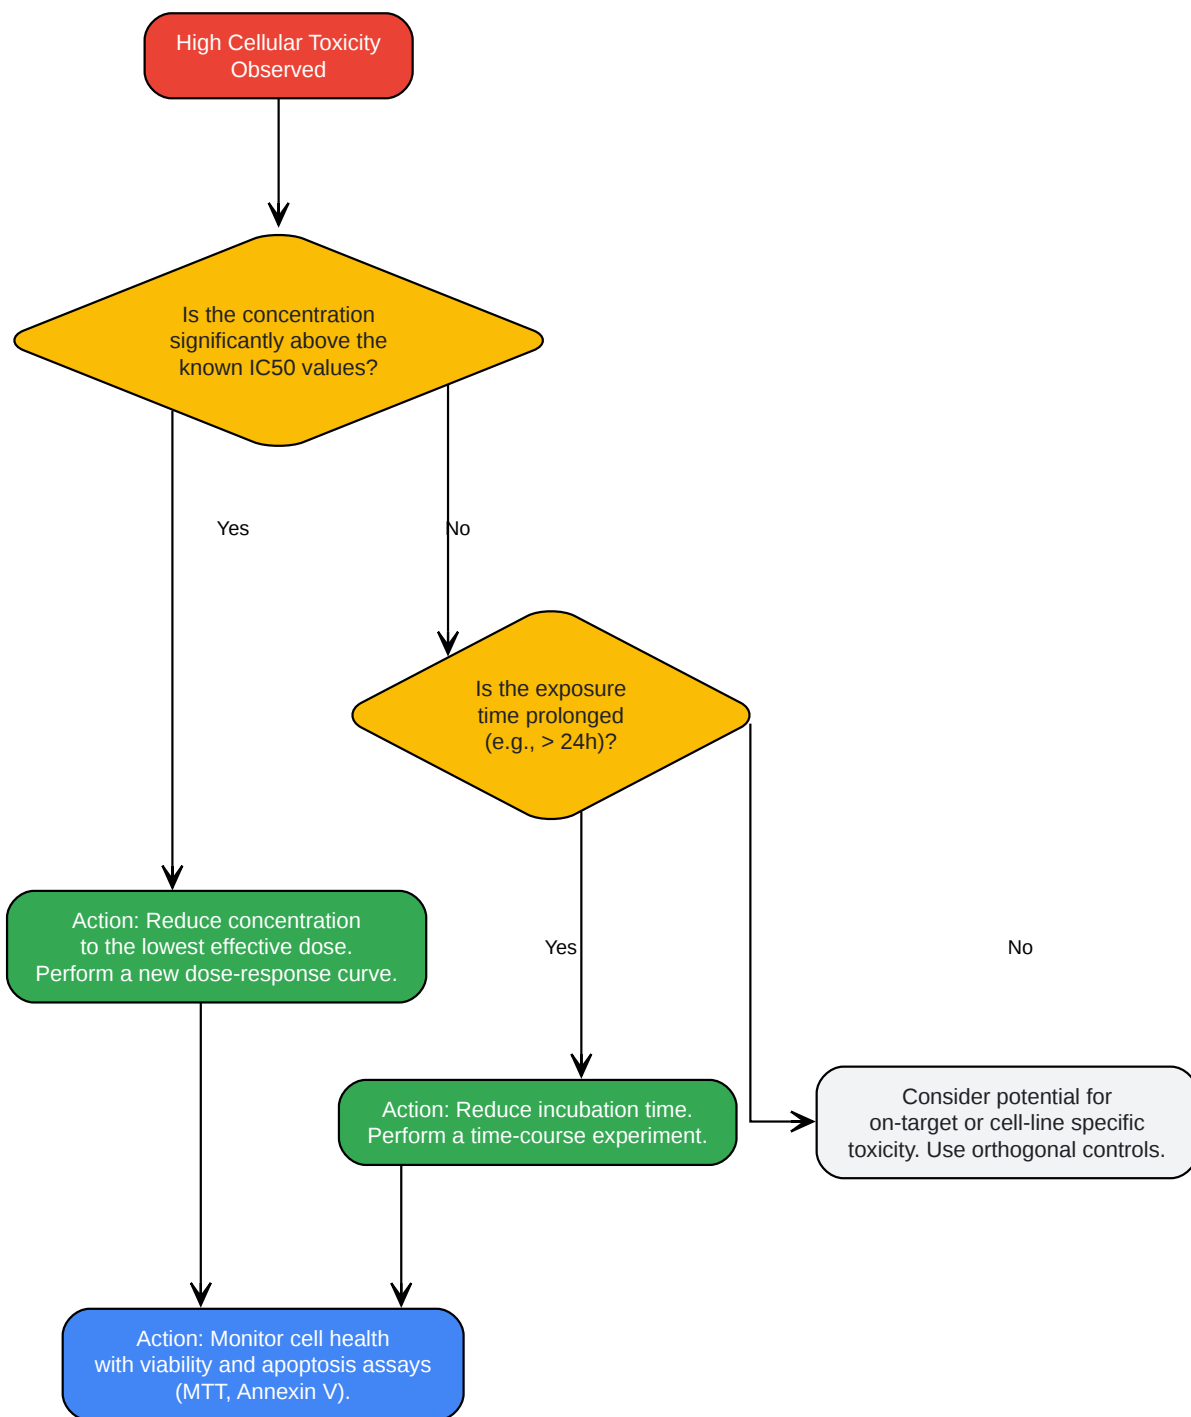 High Cellular Toxicity
Observed
Is the concentration
significantly above the
known IC50 values?
Yes
No
Is the exposure
time prolonged
(e.g., > 24h)?
Action: Reduce concentration
to the lowest effective dose.
Perform a new dose-response curve.
Yes
No
Action: Reduce incubation time.
Perform a time-course experiment.
Consider potential for
on-target or cell-line specific
toxicity. Use orthogonal controls.
Action: Monitor cell health
with viability and apoptosis assays
(MTT, Annexin V).